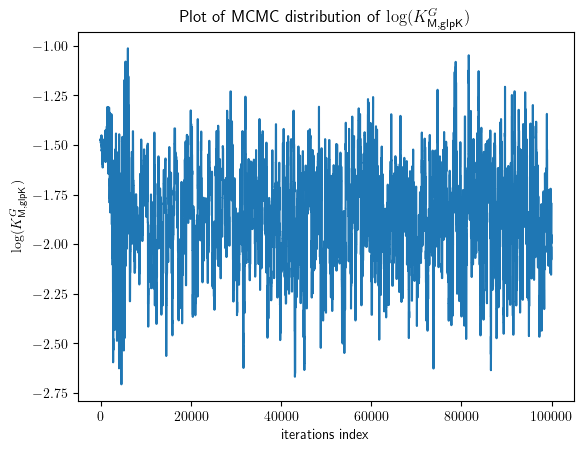 Plot of MCMC distribution of log(K^G_M,glpK)
−1.00
−1.25
−1.50
−1.75
−2.00
−2.25
−2.50
−2.75
log(K^G_M,glpK)
0 20000 40000 60000 80000 100000
iterations index